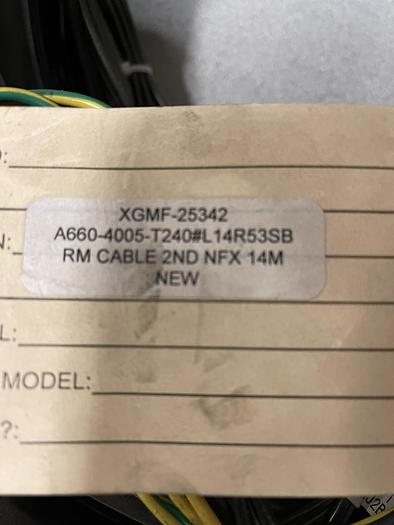 XGMF-25342
A660-4005-T240#L14R53SB
RM CABLE 2ND NFX 14M
NEW
MODEL: